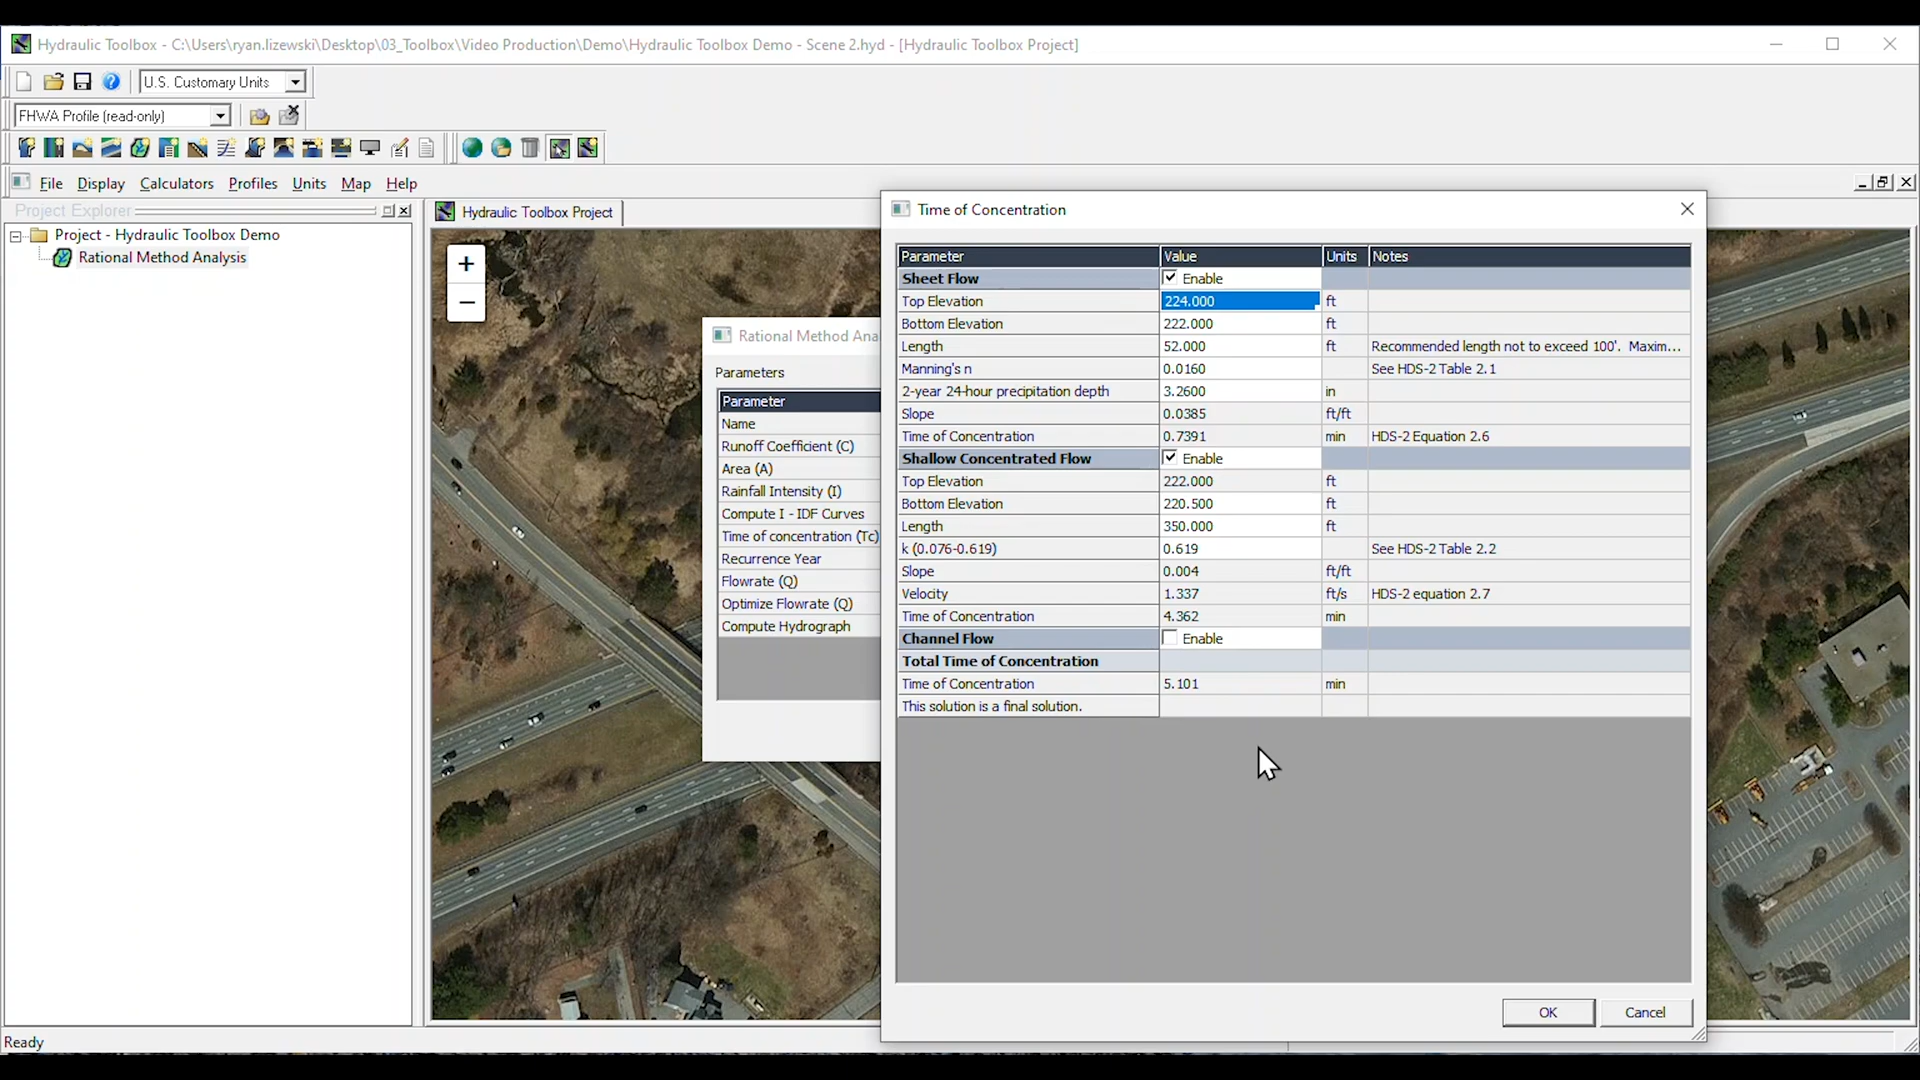 Hydraulic Toolbox - C:\Users\ryan.lizewski\Desktop\03_Toolbox\Video Production\Demo\Hydraulic Toolbox Demo - Scene 2.hyd - [Hydraulic Toolbox Project]
U.S. Customary Units
FHWA Profile (read-only)
File Display Calculators Profiles Units Map Help
Project Explorer
Project - Hydraulic Toolbox Demo
Rational Method Analysis
Hydraulic Toolbox Project
+
−
Rational Method Ana
Parameters
Parameter
Name
Runoff Coefficient (C)
Area (A)
Rainfall Intensity (I)
Compute I - IDF Curves
Time of concentration (Tc)
Recurrence Year
Flowrate (Q)
Optimize Flowrate (Q)
Compute Hydrograph
Time of Concentration
Parameter Value Units Notes
Sheet Flow Enable
Top Elevation 224.000 ft
Bottom Elevation 222.000 ft
Length 52.000 ft Recommended length not to exceed 100'. Maxim...
Manning's n 0.0160 See HDS-2 Table 2.1
2-year 24-hour precipitation depth 3.2600 in
Slope 0.0385 ft/ft
Time of Concentration 0.7391 min HDS-2 Equation 2.6
Shallow Concentrated Flow Enable
Top Elevation 222.000 ft
Bottom Elevation 220.500 ft
Length 350.000 ft
k (0.076-0.619) 0.619 See HDS-2 Table 2.2
Slope 0.004 ft/ft
Velocity 1.337 ft/s HDS-2 equation 2.7
Time of Concentration 4.362 min
Channel Flow Enable
Total Time of Concentration
Time of Concentration 5.101 min
This solution is a final solution.
OK Cancel
Ready